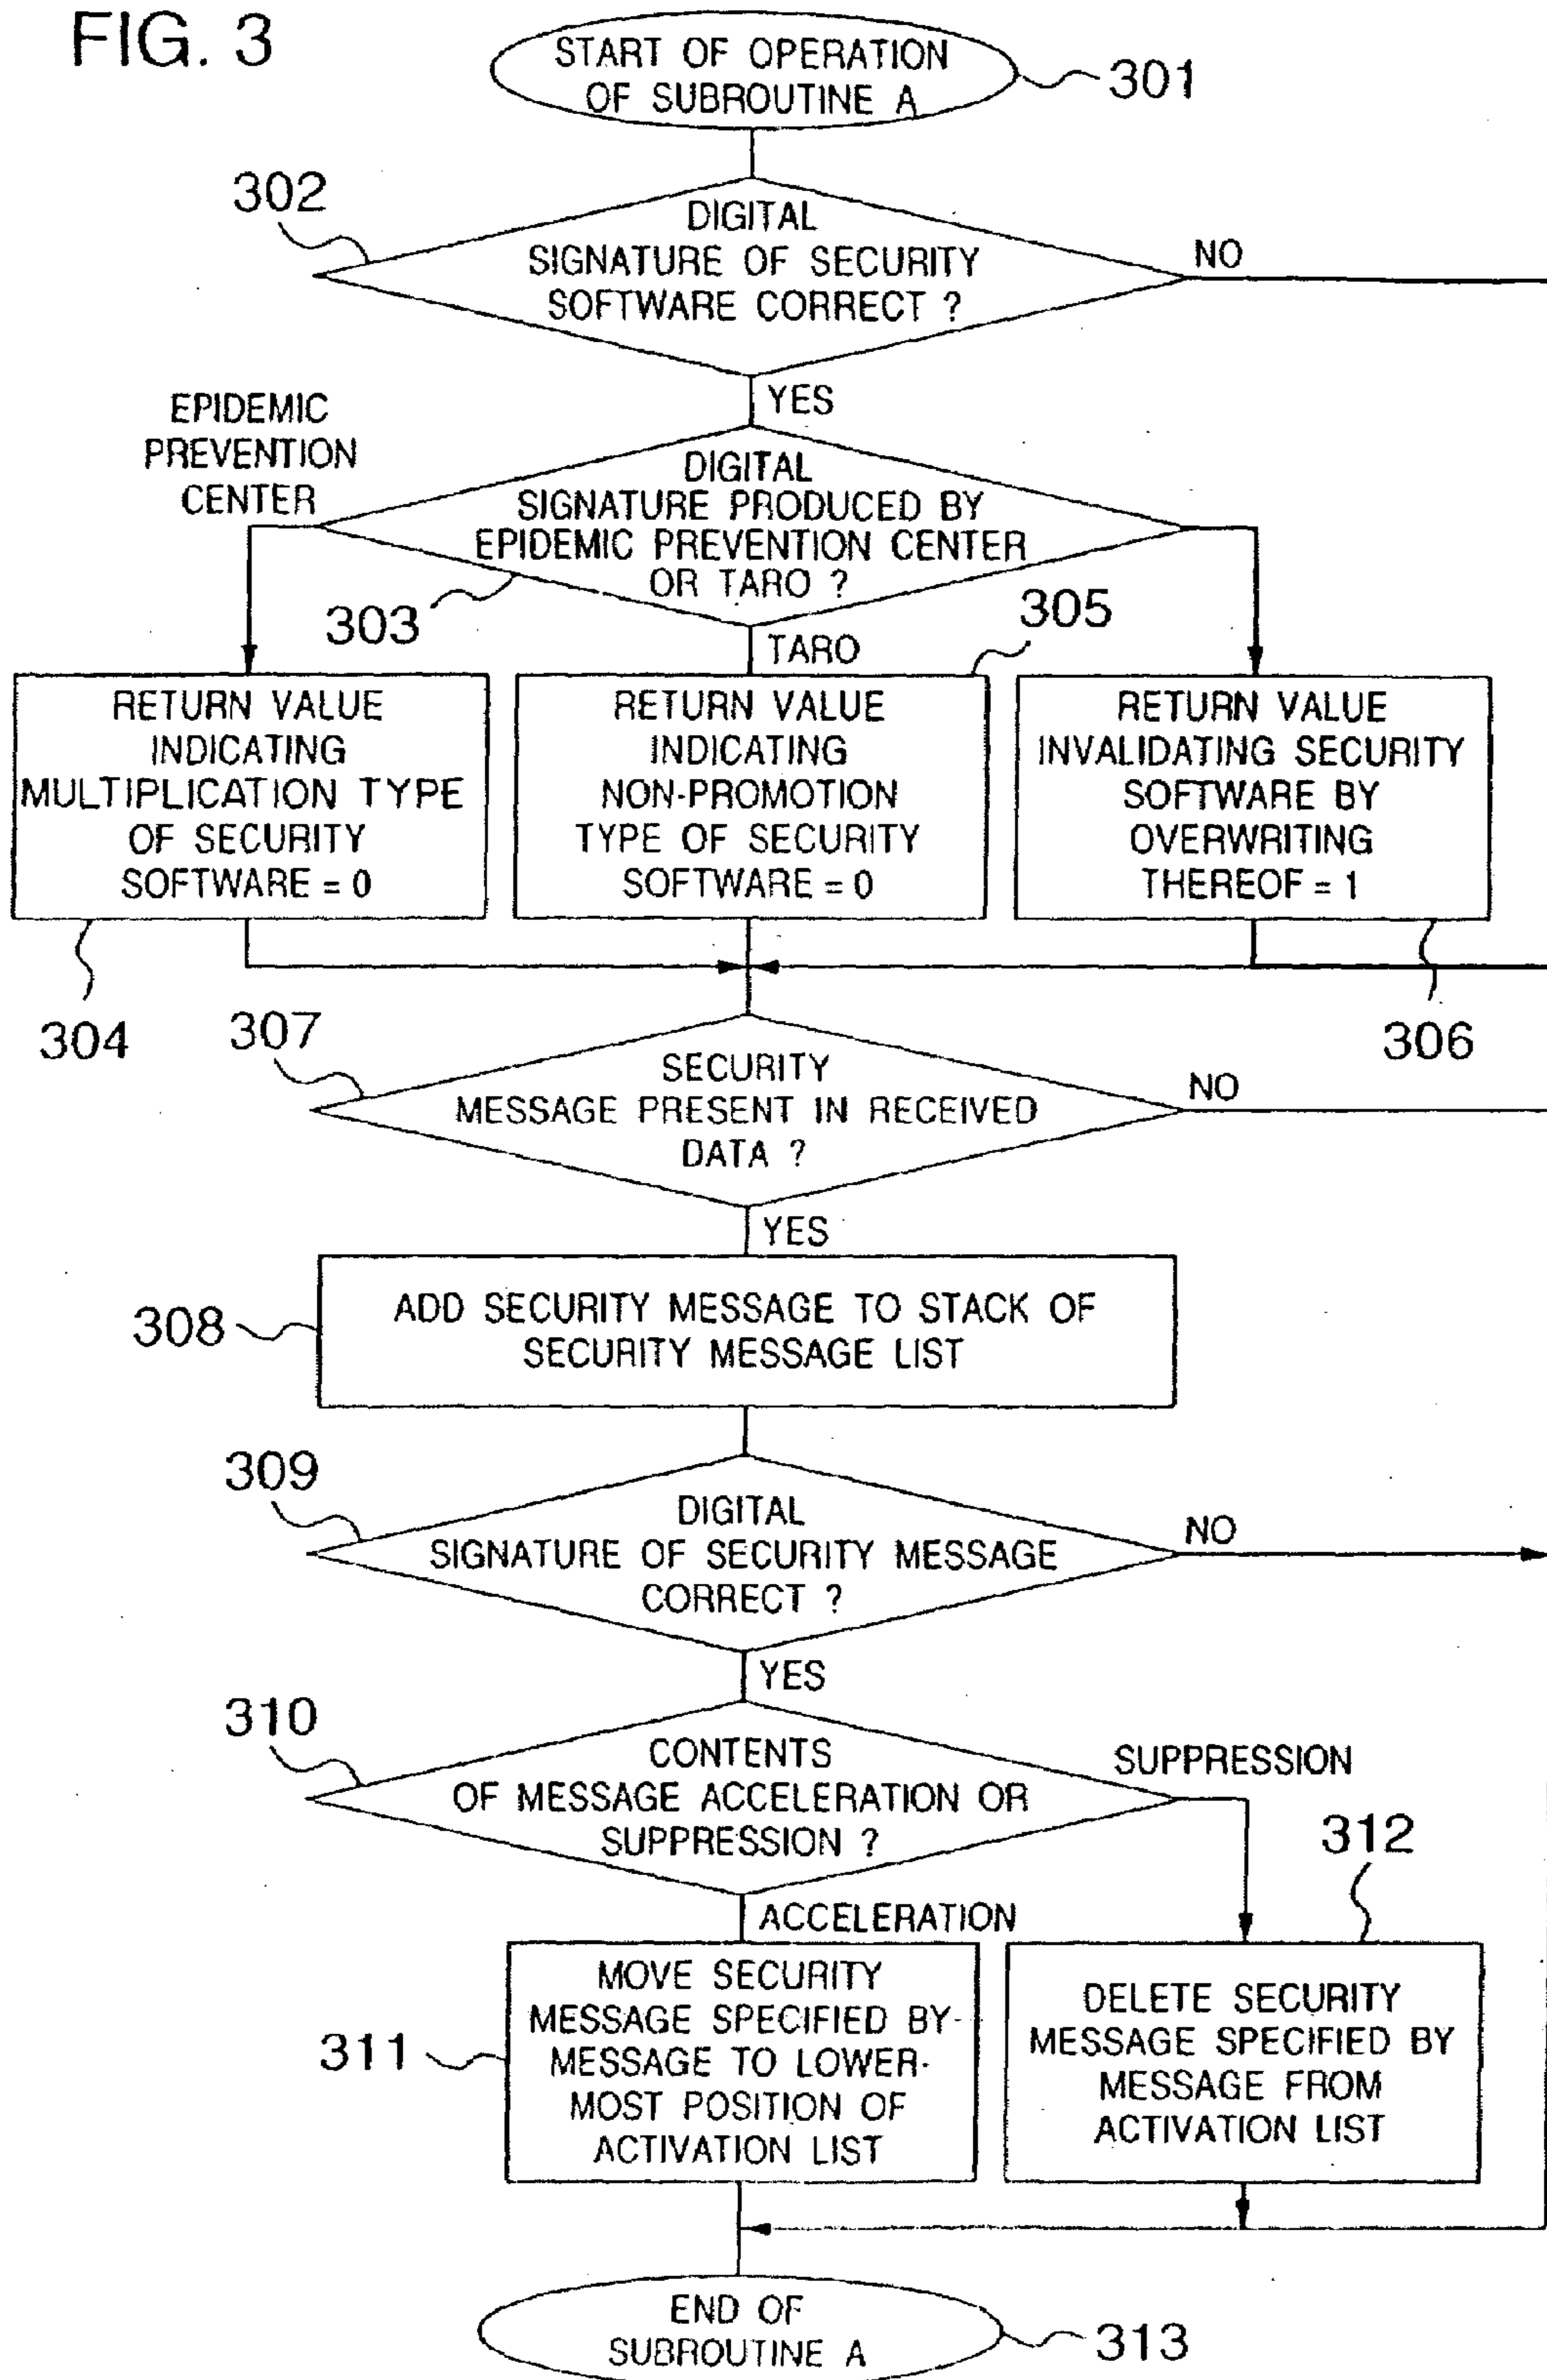 FIG. 3
START OF OPERATION
OF SUBROUTINE A
301
302
DIGITAL
SIGNATURE OF SECURITY
SOFTWARE CORRECT ?
NO
YES
EPIDEMIC
PREVENTION
CENTER
DIGITAL
SIGNATURE PRODUCED BY
EPIDEMIC PREVENTION CENTER
OR TARO ?
303
TARO
305
RETURN VALUE
INDICATING
MULTIPLICATION TYPE
OF SECURITY
SOFTWARE = 0
RETURN VALUE
INDICATING
NON-PROMOTION
TYPE OF SECURITY
SOFTWARE = 0
RETURN VALUE
INVALIDATING SECURITY
SOFTWARE BY
OVERWRITING
THEREOF = 1
304
306
307
SECURITY
MESSAGE PRESENT IN RECEIVED
DATA ?
NO
YES
308
ADD SECURITY MESSAGE TO STACK OF
SECURITY MESSAGE LIST
309
DIGITAL
SIGNATURE OF SECURITY MESSAGE
CORRECT ?
NO
YES
310
CONTENTS
OF MESSAGE ACCELERATION OR
SUPPRESSION ?
SUPPRESSION
312
ACCELERATION
311
MOVE SECURITY
MESSAGE SPECIFIED BY
MESSAGE TO LOWER-
MOST POSITION OF
ACTIVATION LIST
DELETE SECURITY
MESSAGE SPECIFIED BY
MESSAGE FROM
ACTIVATION LIST
END OF
SUBROUTINE A
313